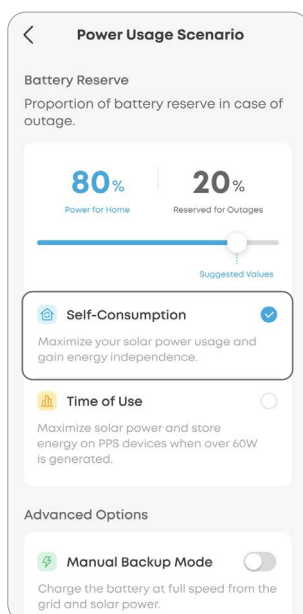 Power Usage Scenario
Battery Reserve
Proportion of battery reserve in case of
outage.
80% 20%
Power for Home Reserved for Outages
Suggested Values
Self-Consumption
Maximize your solar power usage and
gain energy independence.
Time of Use
Maximize solar power and store
energy on PPS devices when over 60W
is generated.
Advanced Options
Manual Backup Mode
Charge the battery at full speed from the
grid and solar power.